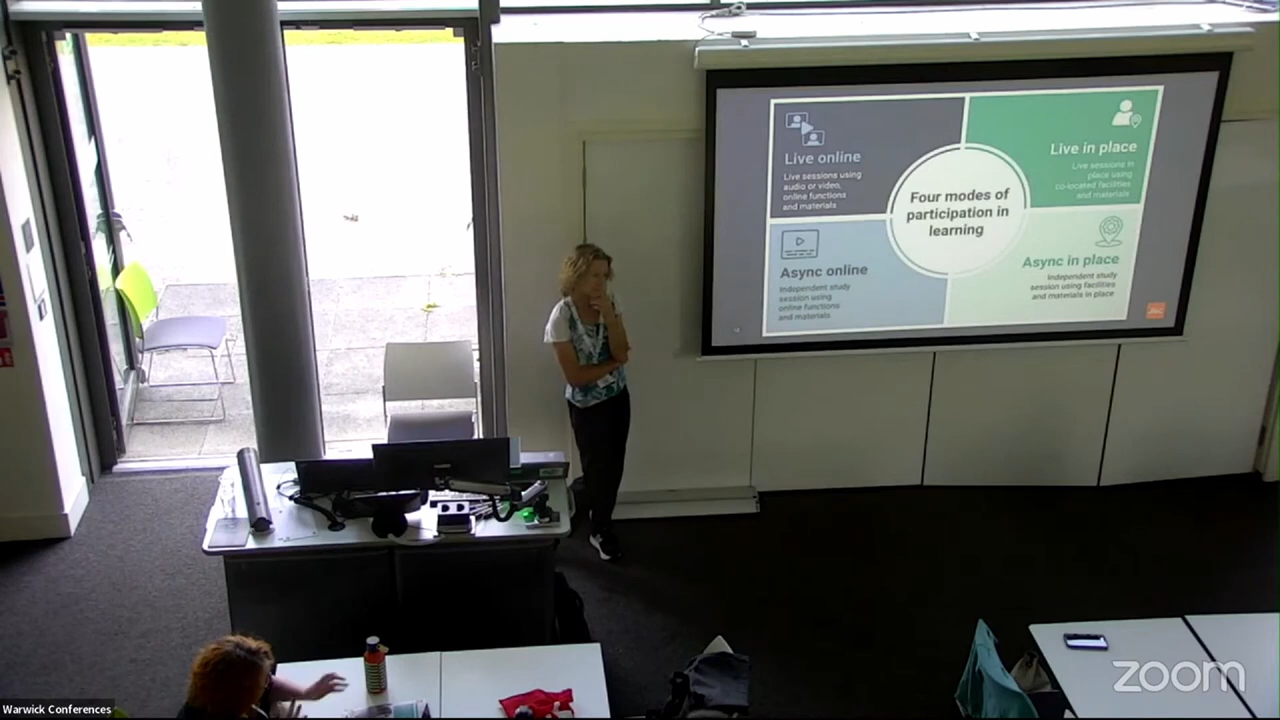 Live online
Live sessions using
audio or video,
online functions
and materials
Live in place
Live sessions in
place using
co-located facilities
and materials
Four modes of
participation in
learning
Async online
Independent study
session using
online functions
and materials
Async in place
Independent study
session using facilities
and materials in place
Jisc
Warwick Conferences
zoom